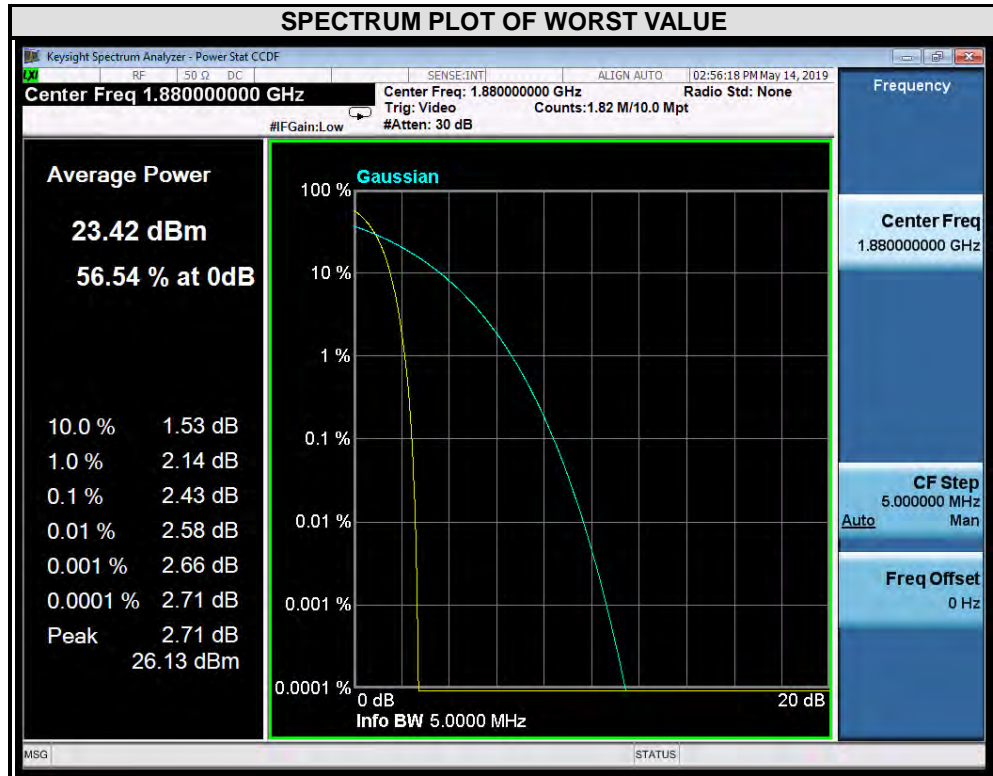 SPECTRUM PLOT OF WORST VALUE
Keysight Spectrum Analyzer - Power Stat CCDF
LXI RF 50 Ω DC SENSE:INT ALIGN AUTO 02:56:18 PM May 14, 2019
Center Freq 1.880000000 GHz
Center Freq: 1.880000000 GHz Radio Std: None
Trig: Video Counts:1.82 M/10.0 Mpt
#IFGain:Low #Atten: 30 dB
Average Power
23.42 dBm
56.54 % at 0dB
10.0 % 1.53 dB
1.0 % 2.14 dB
0.1 % 2.43 dB
0.01 % 2.58 dB
0.001 % 2.66 dB
0.0001 % 2.71 dB
Peak 2.71 dB
26.13 dBm
Gaussian
100 %
10 %
1 %
0.1 %
0.01 %
0.001 %
0.0001 %
0 dB 20 dB
Info BW 5.0000 MHz
Frequency
Center Freq
1.880000000 GHz
CF Step
5.000000 MHz
Auto Man
Freq Offset
0 Hz
MSG STATUS